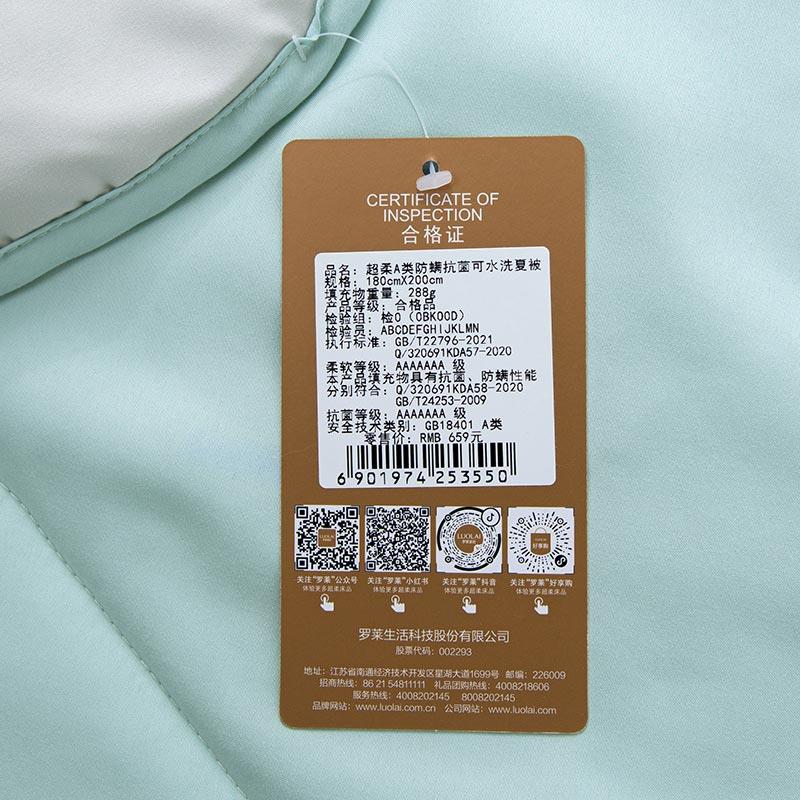 CERTIFICATE OF
INSPECTION
合格证
品名: 超柔A类防螨抗菌可水洗夏被
规格: 180cmX200cm
填充物重量: 288g
产品等级: 合格品
检验组: 检0（0BK00D）
检验员: ABCDEFGHIJKLMN
执行标准: GB/T22796-2021
Q/320691KDA57-2020
柔软等级: AAAAAAA 级
本产品填充物具有抗菌、防螨性能
分别符合: Q/320691KDA58-2020
GB/T24253-2009
抗菌等级: AAAAAAA 级
安全技术类别: GB18401 A类
零售价: RMB 659元
6 901974 253550
LUOLAI
LUOLAI
罗莱家纺
好享购
关注“罗莱”公众号 关注“罗莱”小红书 关注“罗莱”抖音 关注“罗莱”好享购
体验更多超柔床品 体验更多超柔床品 体验更多超柔床品 体验更多超柔床品
罗莱生活科技股份有限公司
股票代码: 002293
地址: 江苏省南通经济技术开发区星湖大道1699号 邮编: 226009
招商热线: 86 21 54811111 礼品团购热线: 4008218606
服务热线: 4008202145 8008202145
品牌网站: www.luolai.com.cn 公司网站: www.luolai.com